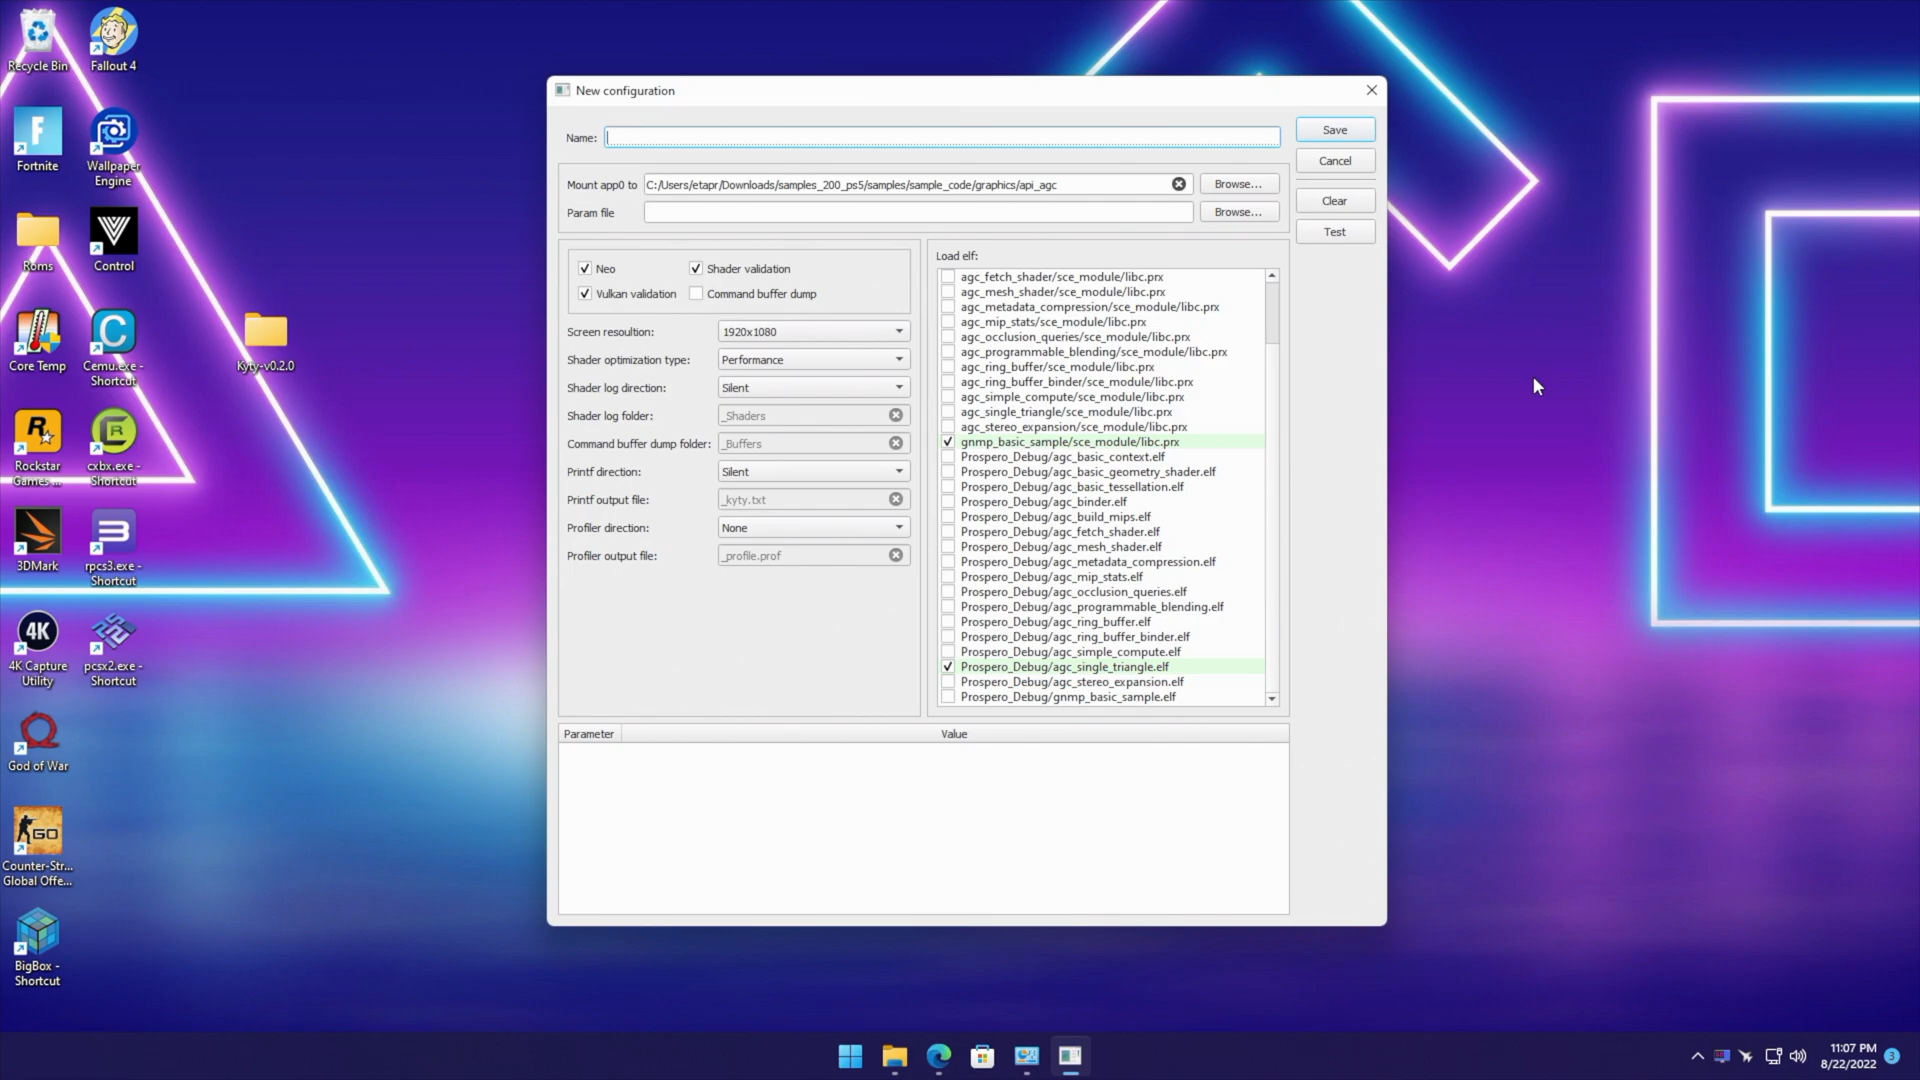 Recycle Bin
Fallout 4
Fortnite
Wallpaper
Engine
Roms
Control
Core Temp
Cemu.exe -
Shortcut
Kyty-v0.2.0
Rockstar
Games ...
cxbx.exe -
Shortcut
3DMark
rpcs3.exe -
Shortcut
4K
4K Capture
Utility
pcsx2.exe -
Shortcut
God of War
GO
Counter-Str...
Global Offe...
BigBox -
Shortcut
New configuration
Name:
Save
Cancel
Mount app0 to C:/Users/etapr/Downloads/samples_200_ps5/samples/sample_code/graphics/api_agc Browse...
Clear
Param file Browse...
Test
Neo Shader validation
Vulkan validation Command buffer dump
Screen resoultion: 1920x1080
Shader optimization type: Performance
Shader log direction: Silent
Shader log folder: _Shaders
Command buffer dump folder: _Buffers
Printf direction: Silent
Printf output file: _kyty.txt
Profiler direction: None
Profiler output file: _profile.prof
Load elf:
agc_fetch_shader/sce_module/libc.prx
agc_mesh_shader/sce_module/libc.prx
agc_metadata_compression/sce_module/libc.prx
agc_mip_stats/sce_module/libc.prx
agc_occlusion_queries/sce_module/libc.prx
agc_programmable_blending/sce_module/libc.prx
agc_ring_buffer/sce_module/libc.prx
agc_ring_buffer_binder/sce_module/libc.prx
agc_simple_compute/sce_module/libc.prx
agc_single_triangle/sce_module/libc.prx
agc_stereo_expansion/sce_module/libc.prx
gnmp_basic_sample/sce_module/libc.prx
Prospero_Debug/agc_basic_context.elf
Prospero_Debug/agc_basic_geometry_shader.elf
Prospero_Debug/agc_basic_tessellation.elf
Prospero_Debug/agc_binder.elf
Prospero_Debug/agc_build_mips.elf
Prospero_Debug/agc_fetch_shader.elf
Prospero_Debug/agc_mesh_shader.elf
Prospero_Debug/agc_metadata_compression.elf
Prospero_Debug/agc_mip_stats.elf
Prospero_Debug/agc_occlusion_queries.elf
Prospero_Debug/agc_programmable_blending.elf
Prospero_Debug/agc_ring_buffer.elf
Prospero_Debug/agc_ring_buffer_binder.elf
Prospero_Debug/agc_simple_compute.elf
Prospero_Debug/agc_single_triangle.elf
Prospero_Debug/agc_stereo_expansion.elf
Prospero_Debug/gnmp_basic_sample.elf
Parameter Value
11:07 PM
8/22/2022
3